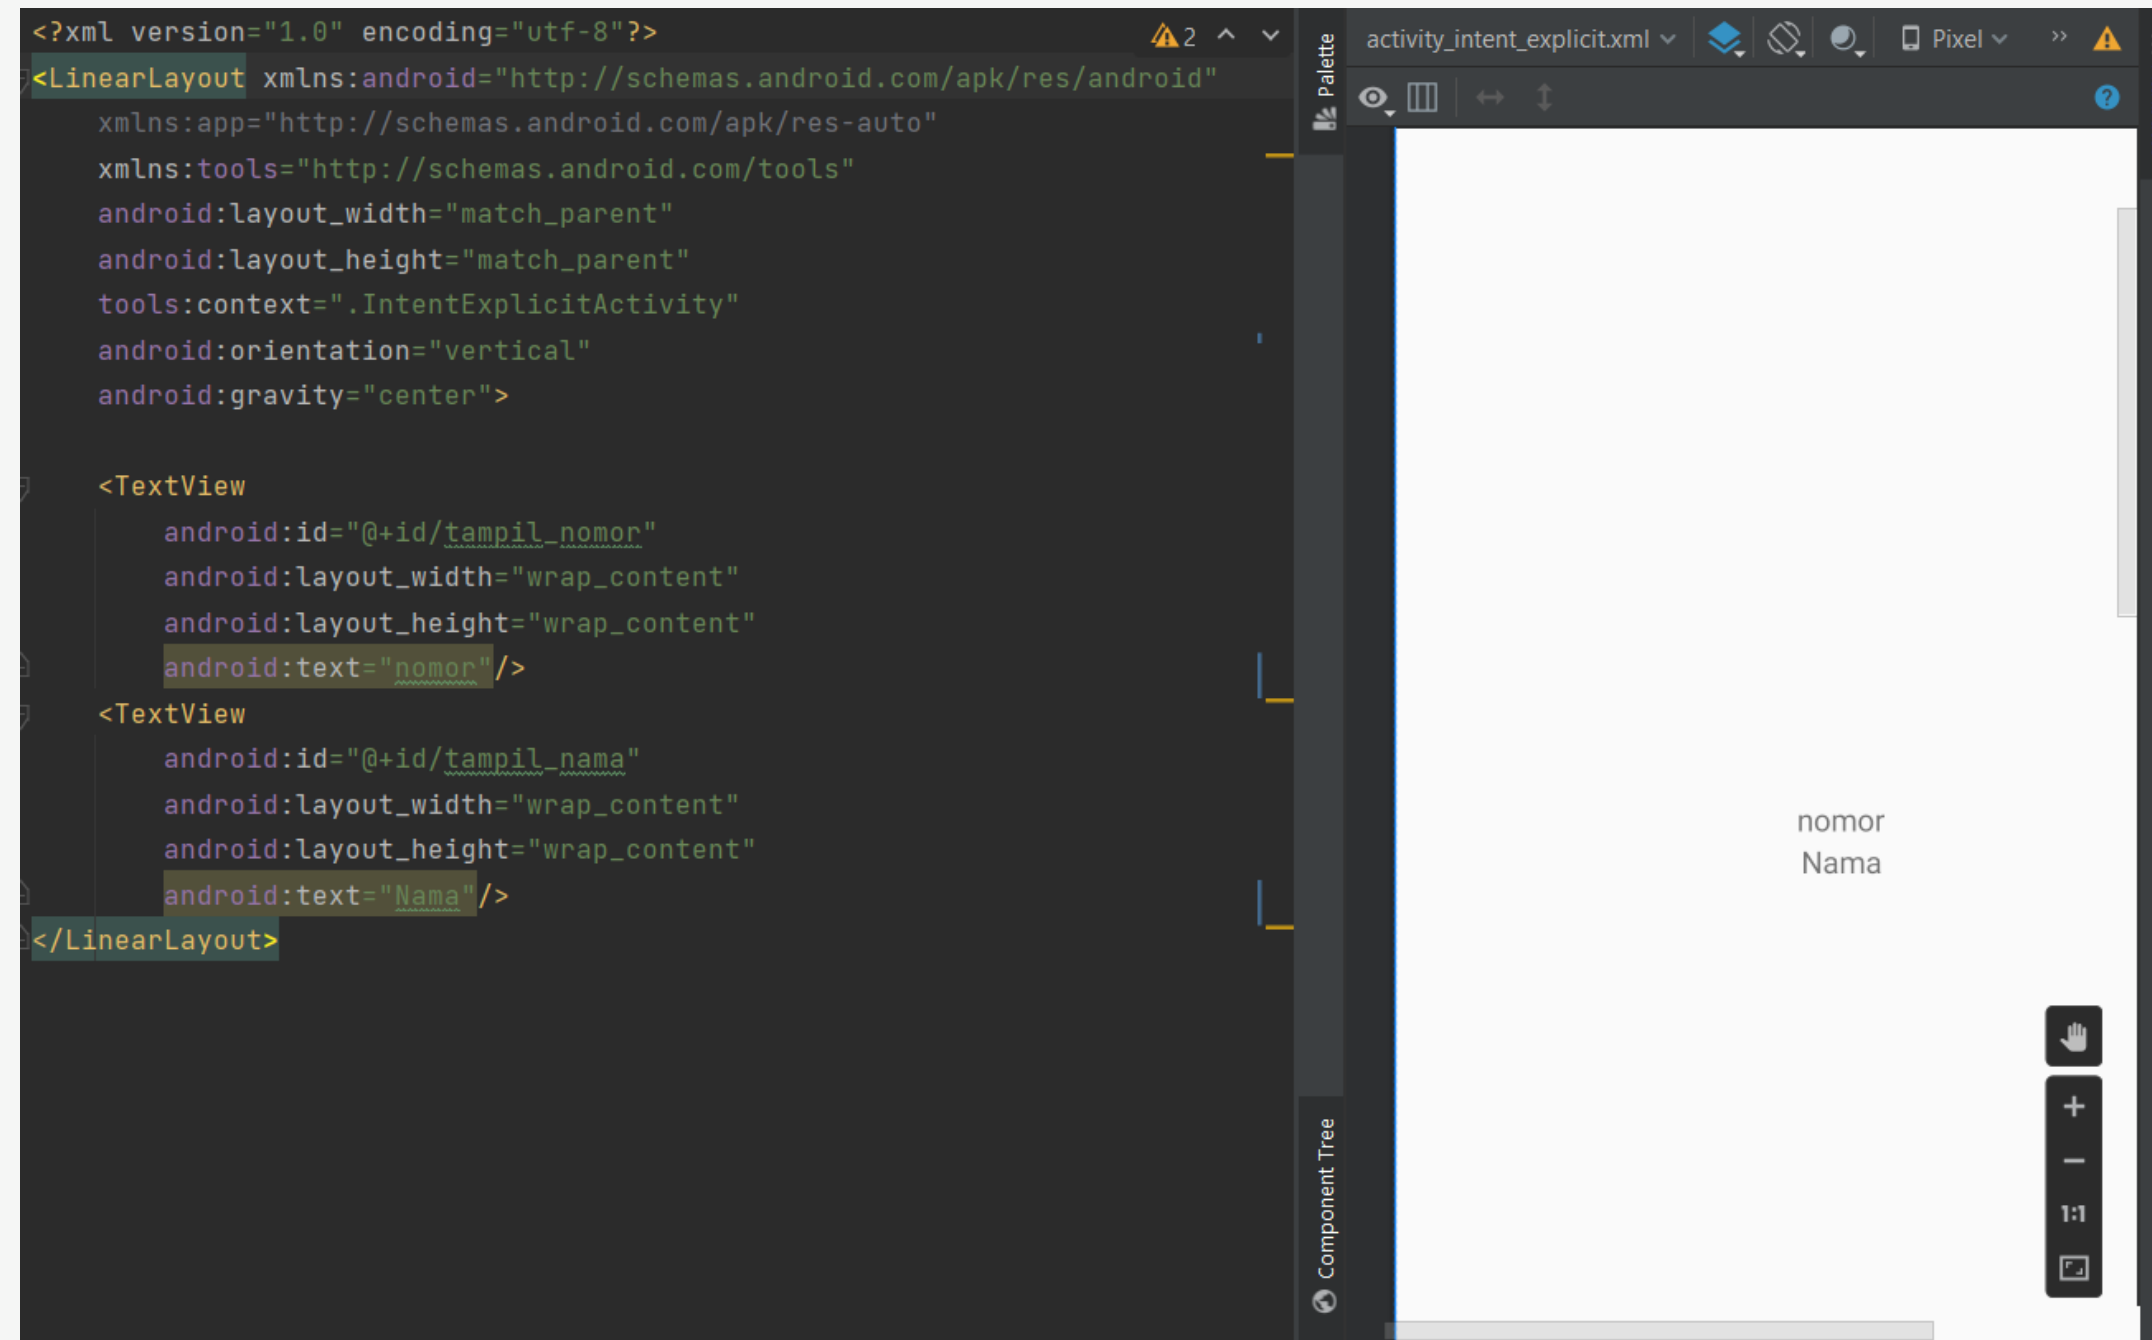 <?xml version="1.0" encoding="utf-8"?>
<LinearLayout xmlns:android="http://schemas.android.com/apk/res/android"
    xmlns:app="http://schemas.android.com/apk/res-auto"
    xmlns:tools="http://schemas.android.com/tools"
    android:layout_width="match_parent"
    android:layout_height="match_parent"
    tools:context=".IntentExplicitActivity"
    android:orientation="vertical"
    android:gravity="center">

    <TextView
        android:id="@+id/tampil_nomor"
        android:layout_width="wrap_content"
        android:layout_height="wrap_content"
        android:text="nomor"/>
    <TextView
        android:id="@+id/tampil_nama"
        android:layout_width="wrap_content"
        android:layout_height="wrap_content"
        android:text="Nama"/>
</LinearLayout>
2
Palette
Component Tree
activity_intent_explicit.xml
Pixel
nomor
Nama
1:1